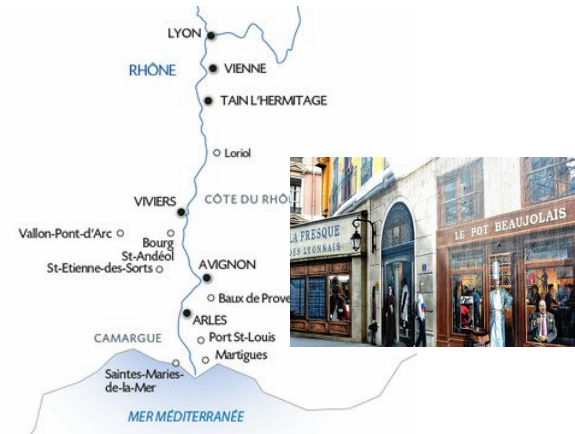 LYON
RHÔNE
VIENNE
TAIN L'HERMITAGE
Loriol
VIVIERS
CÔTE DU RHÔ
Vallon-Pont-d'Arc
Bourg
St-Andéol
St-Etienne-des-Sorts
AVIGNON
Baux de Prove
ARLES
CAMARGUE
Port St-Louis
Martigues
Saintes-Maries-
de-la-Mer
MER MÉDITERRANÉE
LA FRESQUE
DES LYONNAIS
LE POT BEAUJOLAIS